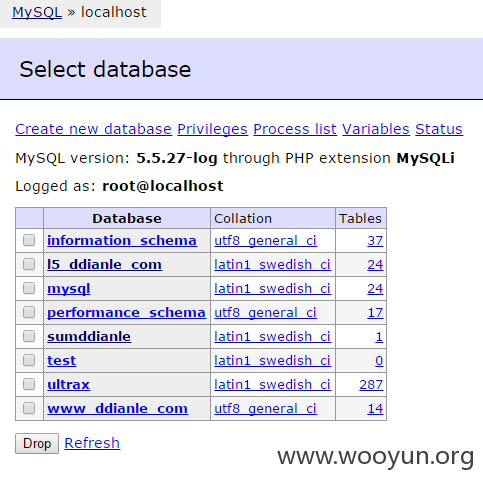 MySQL » localhost
Select database
Create new database Privileges Process list Variables Status
MySQL version: 5.5.27-log through PHP extension MySQLi
Logged as: root@localhost
Database Collation Tables
information_schema utf8_general_ci 37
l5_ddianle_com latin1_swedish_ci 24
mysql latin1_swedish_ci 24
performance_schema utf8_general_ci 17
sumddianle latin1_swedish_ci 1
test latin1_swedish_ci 0
ultrax latin1_swedish_ci 287
www_ddianle_com utf8_general_ci 14
Drop Refresh
www.wooyun.org